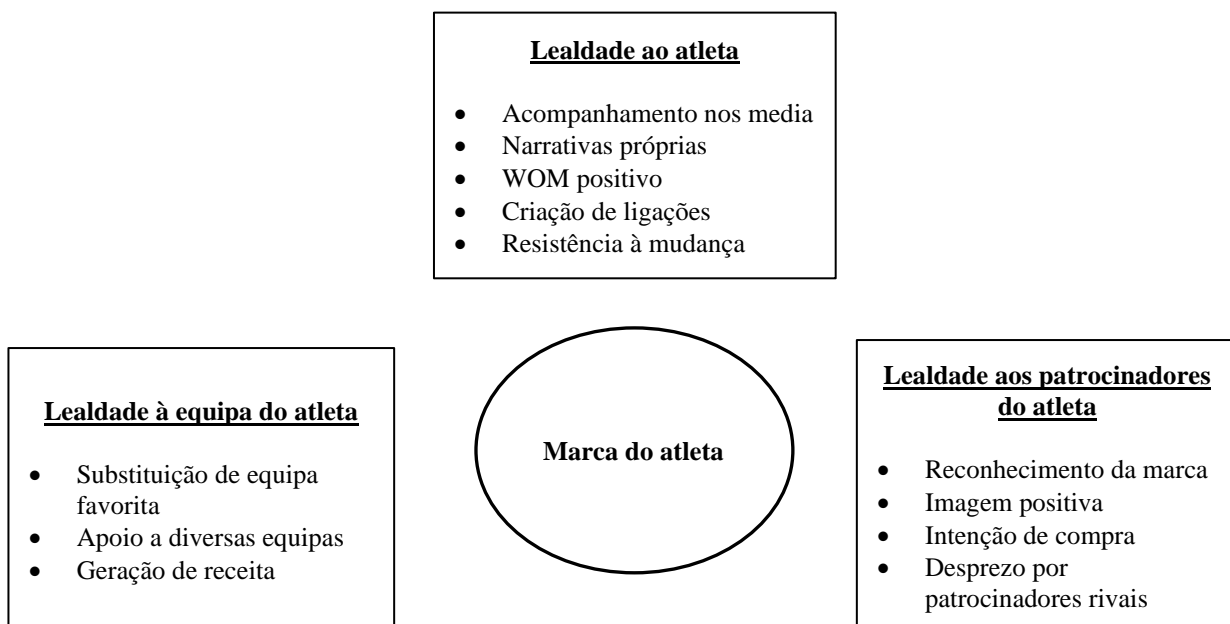 Lealdade ao atleta
• Acompanhamento nos media
• Narrativas próprias
• WOM positivo
• Criação de ligações
• Resistência à mudança
Lealdade à equipa do atleta
• Substituição de equipa
favorita
• Apoio a diversas equipas
• Geração de receita
Marca do atleta
Lealdade aos patrocinadores
do atleta
• Reconhecimento da marca
• Imagem positiva
• Intenção de compra
• Desprezo por
patrocinadores rivais